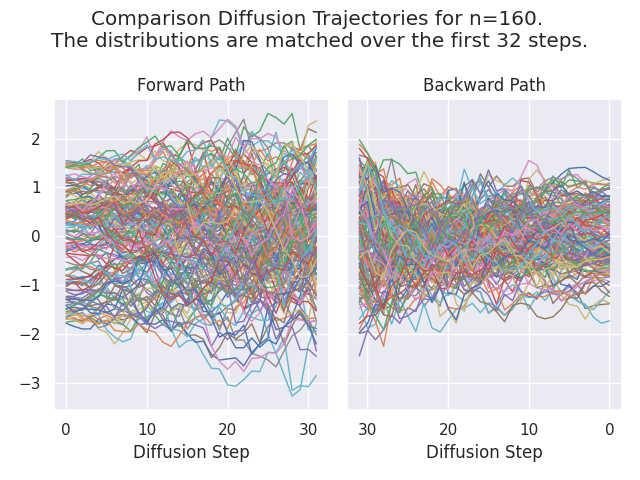 Comparison Diffusion Trajectories for n=160.
The distributions are matched over the first 32 steps.
Forward Path
Backward Path
2
1
0
−1
−2
−3
0 10 20 30
30 20 10 0
Diffusion Step
Diffusion Step